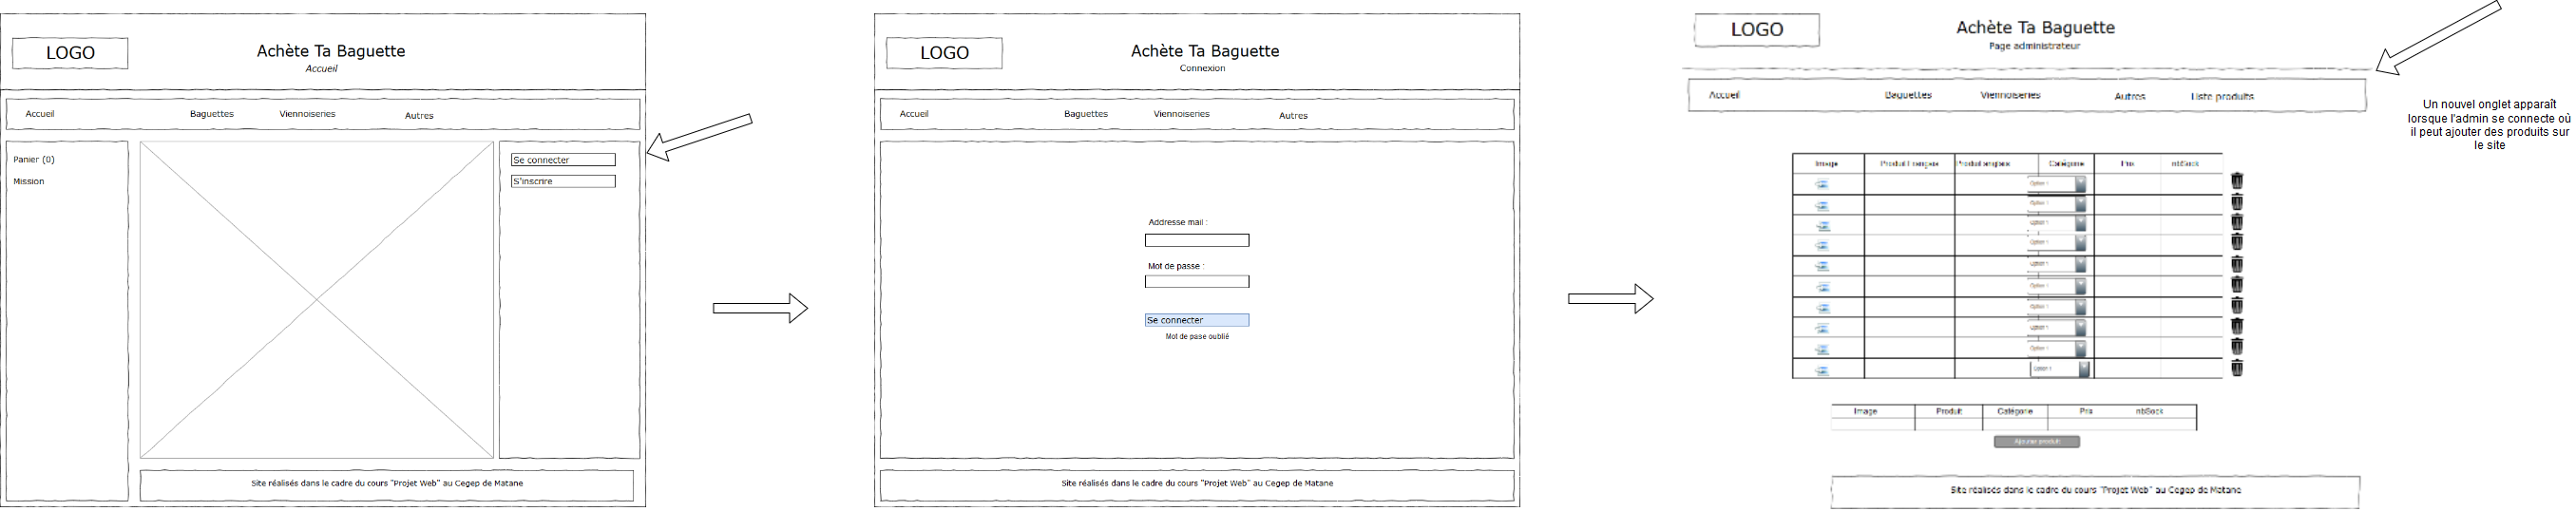 LOGO
Achète Ta Baguette
Accueil
Accueil
Baguettes
Viennoiseries
Autres
Panier (0)
Mission
Se connecter
S'inscrire
Site réalisés dans le cadre du cours "Projet Web" au Cegep de Matane
LOGO
Achète Ta Baguette
Connexion
Accueil
Baguettes
Viennoiseries
Autres
Addresse mail :
Mot de passe :
Se connecter
Mot de pase oublié
Site réalisés dans le cadre du cours "Projet Web" au Cegep de Matane
LOGO
Achète Ta Baguette
Page administrateur
Accueil
Baguettes
Viennoiseries
Autres
Liste produits
Un nouvel onglet apparaît
lorsque l'admin se connecte où
il peut ajouter des produits sur
le site
Image
Produit Français
Produit anglais
Catégorie
Prix
nbSock
Option 1
Option 1
Option 1
Option 1
Option 1
Option 1
Option 1
Option 1
Option 1
Option 1
Image
Produit
Catégorie
Prix
nbSock
Ajouter produit
Site réalisés dans le cadre du cours "Projet Web" au Cegep de Matane